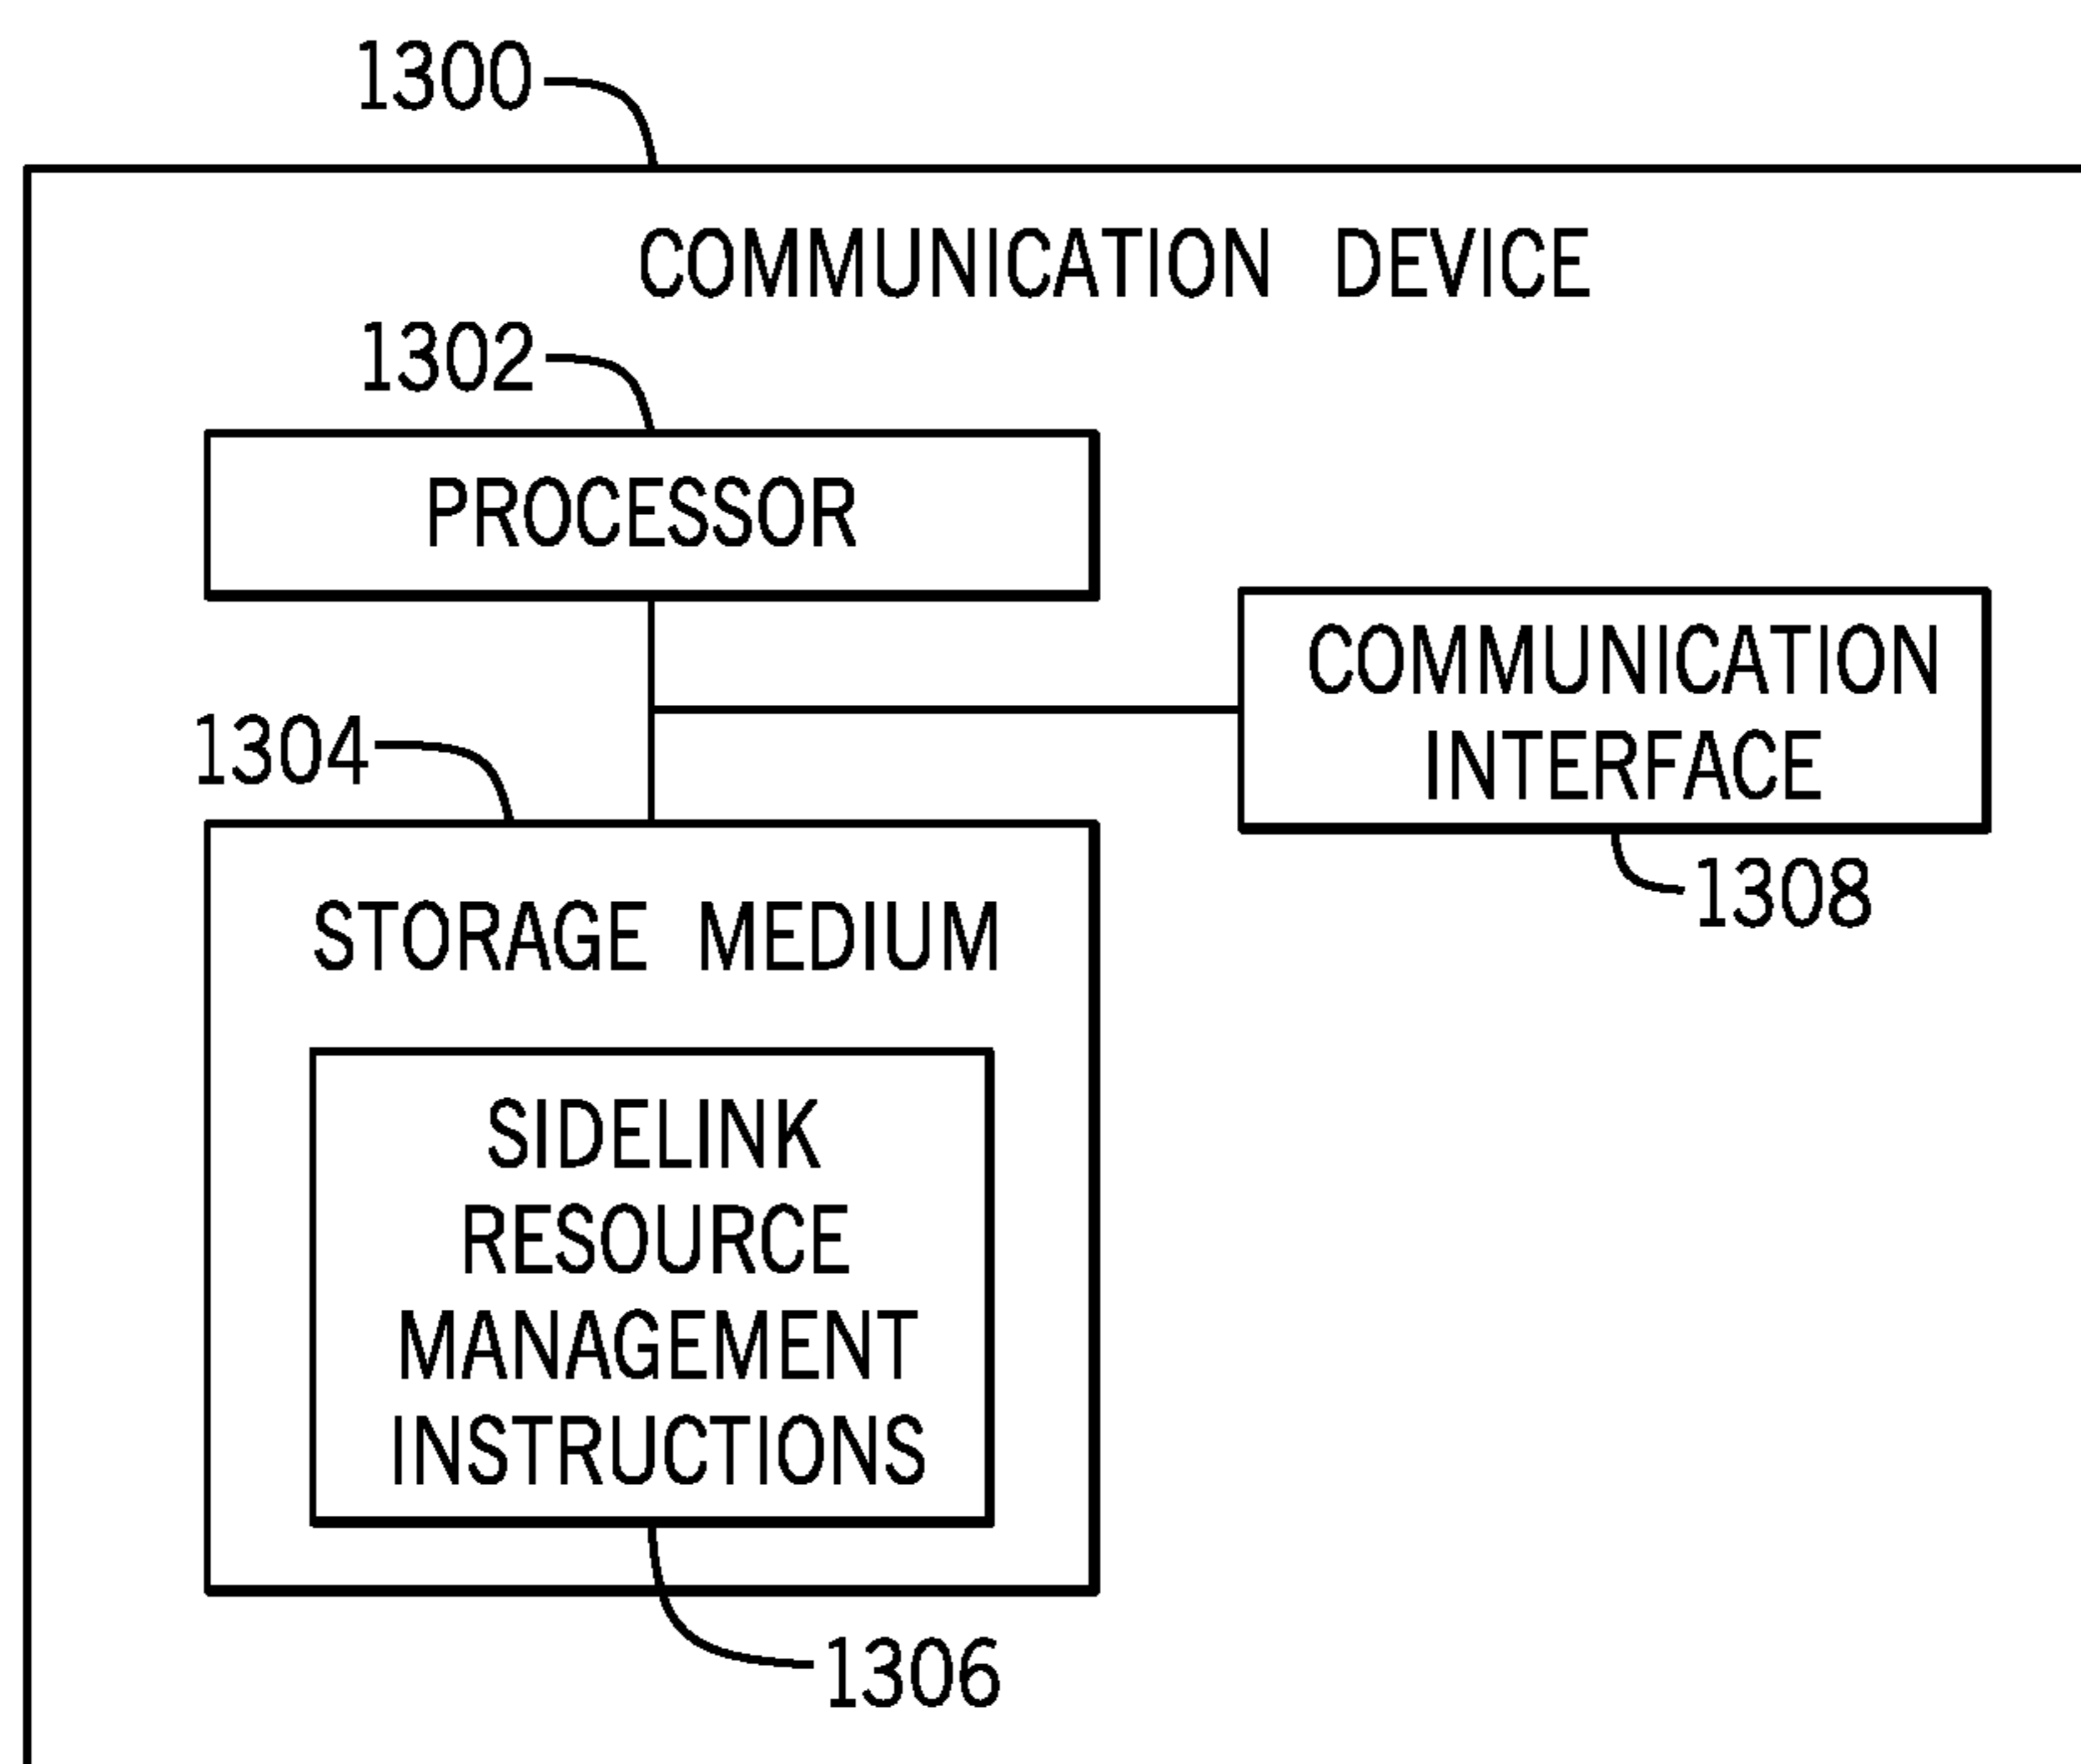 1300
COMMUNICATION DEVICE
1302
PROCESSOR
COMMUNICATION
INTERFACE
1308
1304
STORAGE MEDIUM
SIDELINK
RESOURCE
MANAGEMENT
INSTRUCTIONS
1306